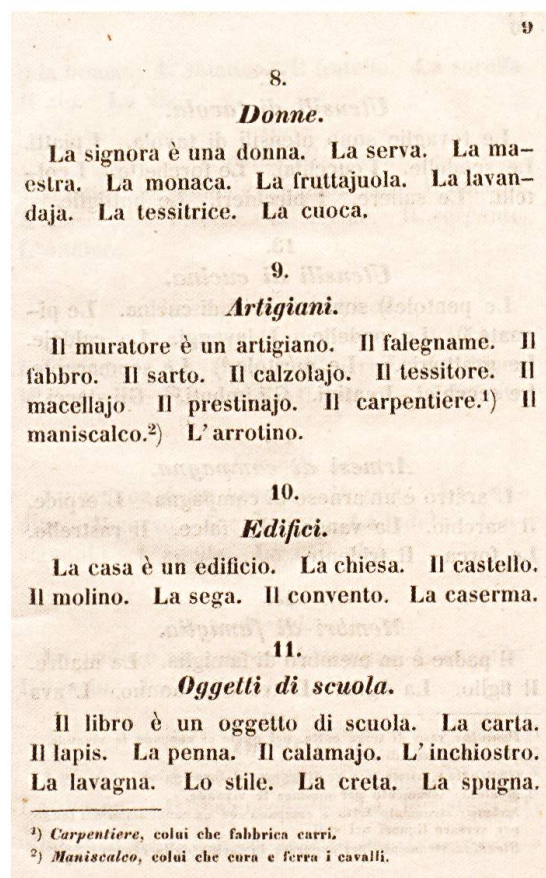 9
8.
Donne.
La signora è una donna. La serva. La ma-
estra. La monaca. La fruttajuola. La lavan-
daja. La tessitrice. La cuoca.
9.
Artigiani.
Il muratore è un artigiano. Il falegname. Il
fabbro. Il sarto. Il calzolajo. Il tessitore. Il
macellajo Il prestinajo. Il carpentiere.¹) Il
maniscalco.²) L'arrotino.
10.
Edifici.
La casa è un edificio. La chiesa. Il castello.
Il molino. La sega. Il convento. La caserma.
11.
Oggetti di scuola.
Il libro è un oggetto di scuola. La carta.
Il lapis. La penna. Il calamajo. L'inchiostro.
La lavagna. Lo stile. La creta. La spugna.
¹) Carpentiere, colui che fabbrica carri.
²) Maniscalco, colui che cura e ferra i cavalli.